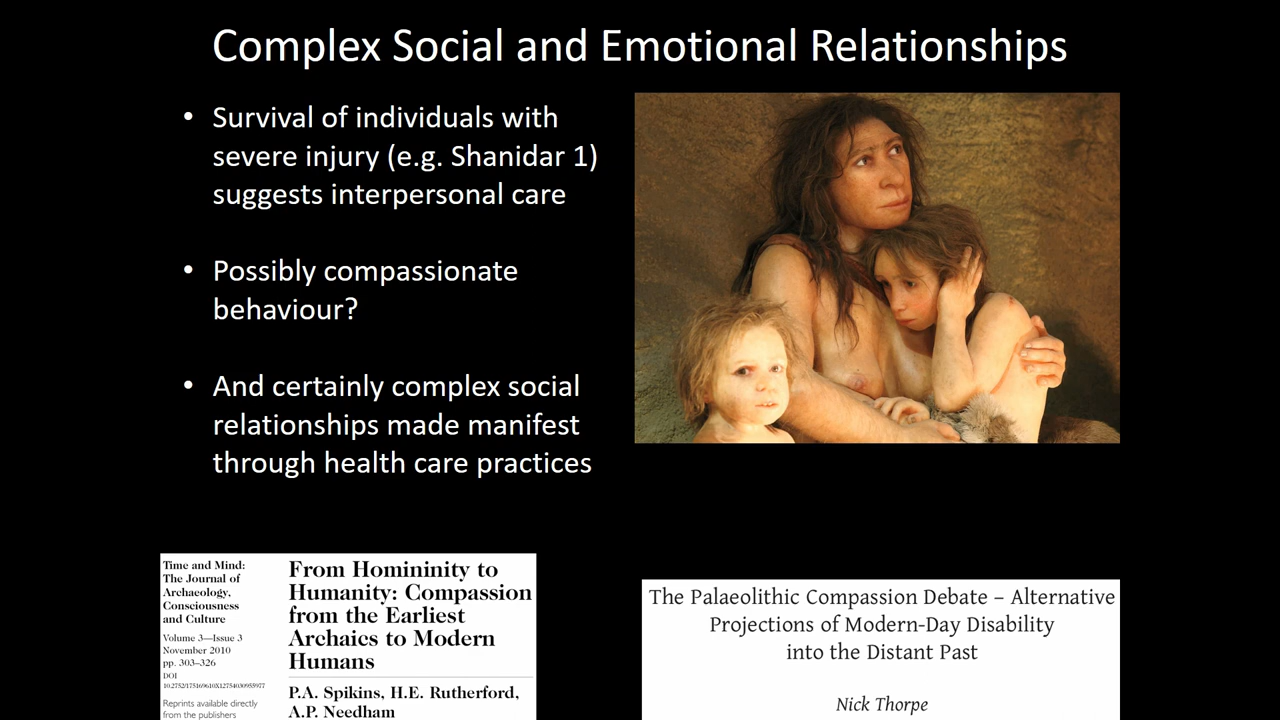 Complex Social and Emotional Relationships
• Survival of individuals with
severe injury (e.g. Shanidar 1)
suggests interpersonal care
• Possibly compassionate
behaviour?
• And certainly complex social
relationships made manifest
through health care practices
Time and Mind:
The Journal of
Archaeology,
Consciousness
and Culture
Volume 3—Issue 3
November 2010
pp. 303–326
DOI
10.2752/175169610X12754030955977
Reprints available directly
from the publishers
From Homininity to
Humanity: Compassion
from the Earliest
Archaics to Modern
Humans
P.A. Spikins, H.E. Rutherford,
A.P. Needham
The Palaeolithic Compassion Debate – Alternative
Projections of Modern-Day Disability
into the Distant Past
Nick Thorpe